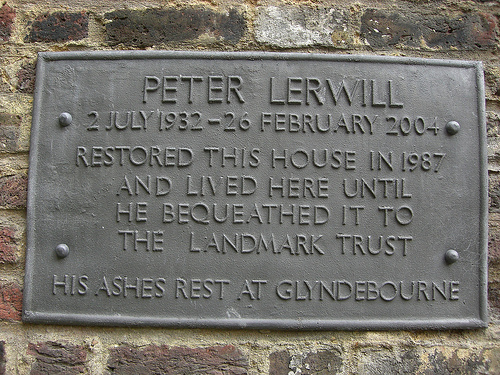 PETER LERWILL
2 JULY 1932 - 26 FEBRUARY 2004
RESTORED THIS HOUSE IN 1987
AND LIVED HERE UNTIL
HE BEQUEATHED IT TO
THE LANDMARK TRUST
HIS ASHES REST AT GLYNDEBOURNE